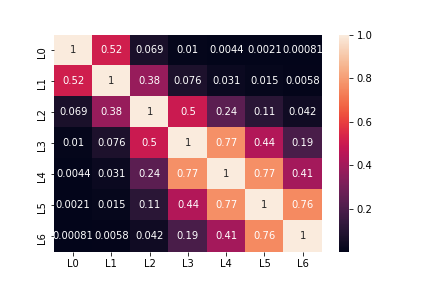 L0 1 0.52 0.069 0.01 0.0044 0.0021 0.00081
L1 0.52 1 0.38 0.076 0.031 0.015 0.0058
L2 0.069 0.38 1 0.5 0.24 0.11 0.042
L3 0.01 0.076 0.5 1 0.77 0.44 0.19
L4 0.0044 0.031 0.24 0.77 1 0.77 0.41
L5 0.0021 0.015 0.11 0.44 0.77 1 0.76
L6 0.00081 0.0058 0.042 0.19 0.41 0.76 1
L0 L1 L2 L3 L4 L5 L6
1.0
0.8
0.6
0.4
0.2